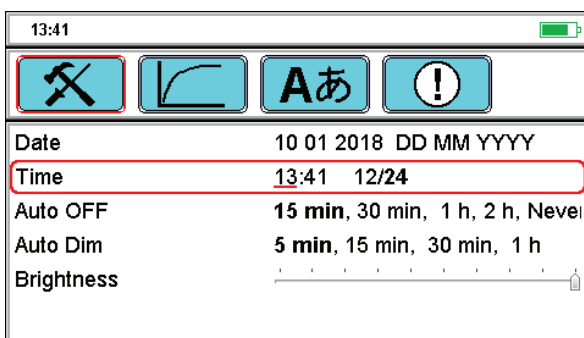 13:41
Aあ
!
Date 10 01 2018 DD MM YYYY
Time 13:41 12/24
Auto OFF 15 min, 30 min, 1 h, 2 h, Never
Auto Dim 5 min, 15 min, 30 min, 1 h
Brightness